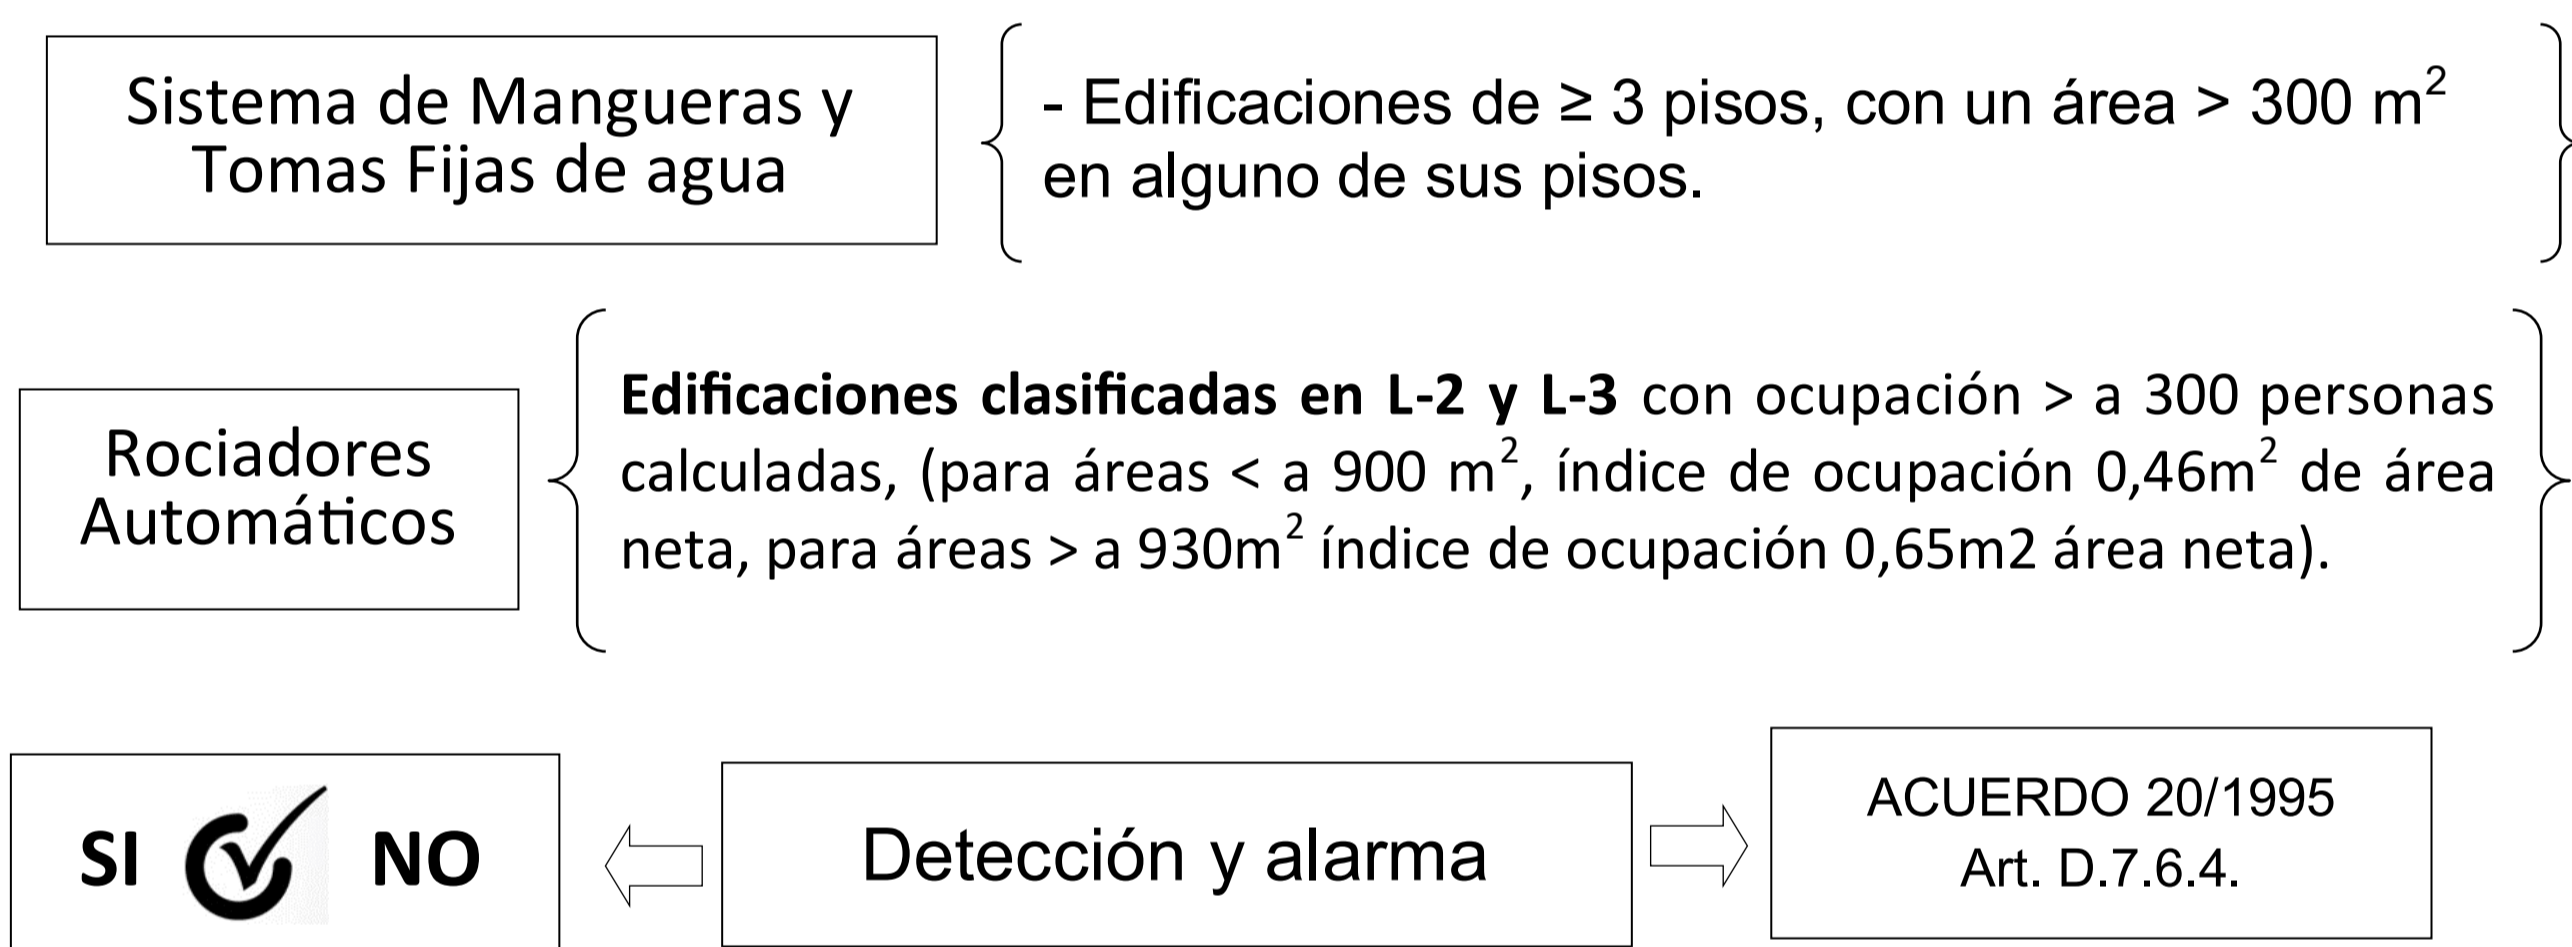 Sistema de Mangueras y
Tomas Fijas de agua
- Edificaciones de ≥ 3 pisos, con un área > 300 m²
en alguno de sus pisos.
Rociadores
Automáticos
Edificaciones clasificadas en L-2 y L-3 con ocupación > a 300 personas
calculadas, (para áreas < a 900 m², índice de ocupación 0,46m² de área
neta, para áreas > a 930m² índice de ocupación 0,65m2 área neta).
SI NO
Detección y alarma
ACUERDO 20/1995
Art. D.7.6.4.